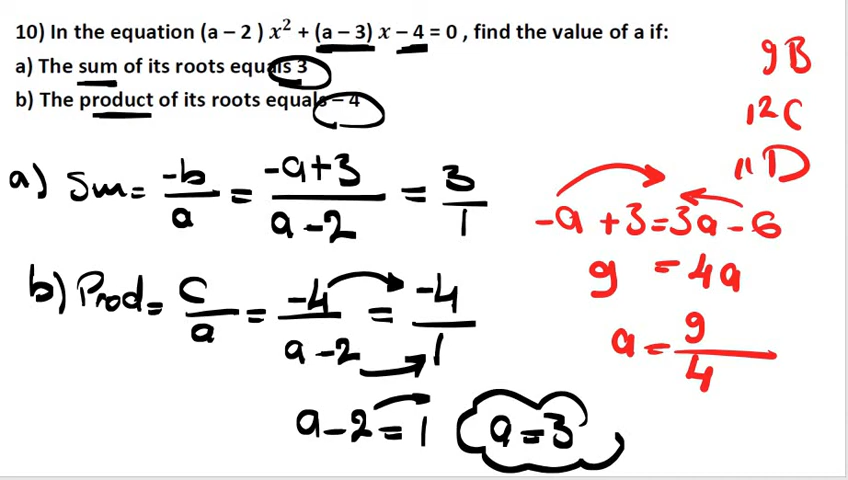 10) In the equation (a – 2 ) x² + (a – 3) x – 4 = 0 , find the value of a if:
a) The sum of its roots equals 3
b) The product of its roots equals – 4
9B
12C
11D
a) Sum = -b/a = -a+3/a-2 = 3/1
-a +3=3a-6
9 = 4a
a = 9/4
b) Prod = c/a = -4/a-2 = -4/1
a-2=1 a=3